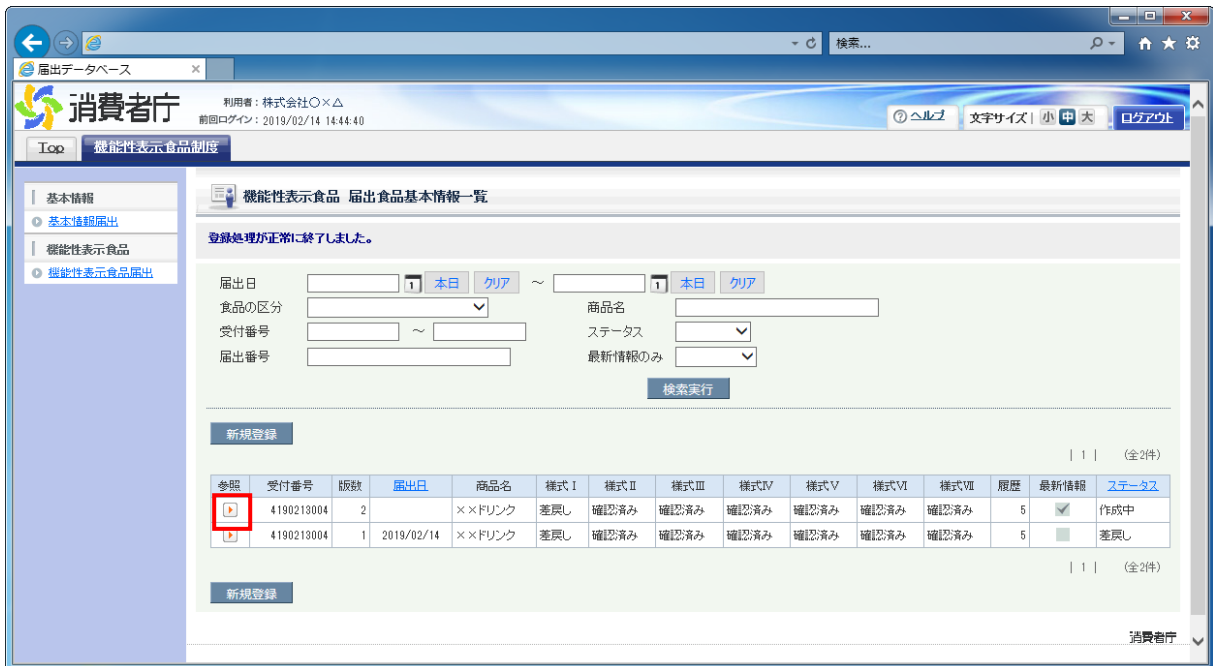 検索...
届出データベース
消費者庁
利用者：株式会社○×△
前回ログイン：2019/02/14 14:44:40
ヘルプ 文字サイズ| 小 中 大 ログアウト
Top 機能性表示食品制度
基本情報
基本情報届出
機能性表示食品
機能性表示食品届出
機能性表示食品 届出食品基本情報一覧
登録処理が正常に終了しました。
届出日 1 本日 クリア ～ 1 本日 クリア
食品の区分 商品名
受付番号 ～ ステータス
届出番号 最新情報のみ
検索実行
新規登録
| 1 | (全2件)
参照 受付番号 版数 届出日 商品名 様式Ⅰ 様式Ⅱ 様式Ⅲ 様式Ⅳ 様式Ⅴ 様式Ⅵ 様式Ⅶ 履歴 最新情報 ステータス
4190213004 2 ××ドリンク 差戻し 確認済み 確認済み 確認済み 確認済み 確認済み 確認済み 5 作成中
4190213004 1 2019/02/14 ××ドリンク 差戻し 確認済み 確認済み 確認済み 確認済み 確認済み 確認済み 5 差戻し
| 1 | (全2件)
新規登録
消費者庁